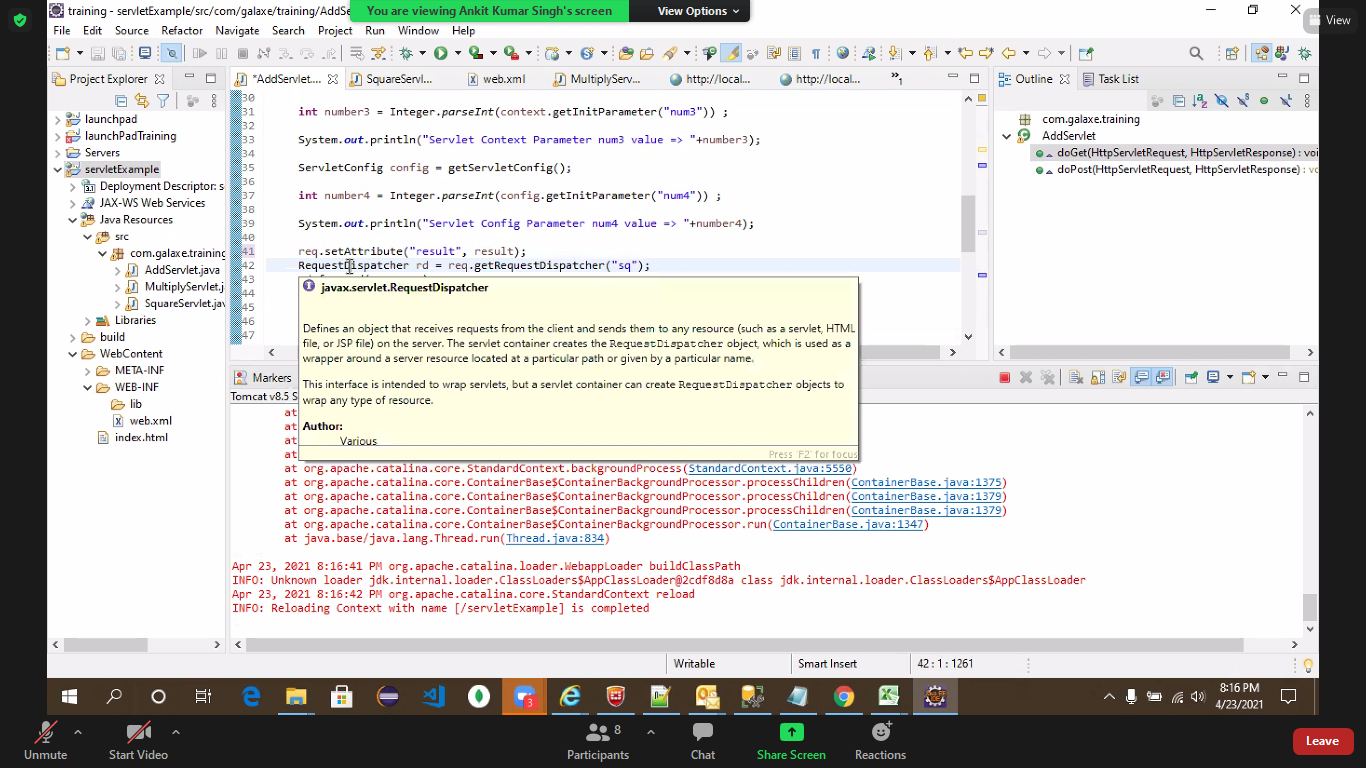 training - servletExample/src/com/galaxe/training/AddSe
You are viewing Ankit Kumar Singh's screen
View Options
View
File Edit Source Refactor Navigate Search Project Run Window Help
Project Explorer
*AddServlet....
SquareServl...
web.xml
MultiplyServ...
http://local...
http://local...
»1
Outline
Task List
launchpad
launchPadTraining
Servers
servletExample
Deployment Descriptor: s
JAX-WS Web Services
Java Resources
src
com.galaxe.training
AddServlet.java
MultiplyServlet.j
SquareServlet.jav
Libraries
build
WebContent
META-INF
WEB-INF
lib
web.xml
index.html
30
31 int number3 = Integer.parseInt(context.getInitParameter("num3")) ;
32
33 System.out.println("Servlet Context Parameter num3 value => "+number3);
34
35 ServletConfig config = getServletConfig();
36
37 int number4 = Integer.parseInt(config.getInitParameter("num4")) ;
38
39 System.out.println("Servlet Config Parameter num4 value => "+number4);
40
41 req.setAttribute("result", result);
42 RequestDispatcher rd = req.getRequestDispatcher("sq");
43
44
45
46
47
com.galaxe.training
AddServlet
doGet(HttpServletRequest, HttpServletResponse) : voi
doPost(HttpServletRequest, HttpServletResponse) : vo
javax.servlet.RequestDispatcher
Defines an object that receives requests from the client and sends them to any resource (such as a servlet, HTML
file, or JSP file) on the server. The servlet container creates the RequestDispatcher object, which is used as a
wrapper around a server resource located at a particular path or given by a particular name.
This interface is intended to wrap servlets, but a servlet container can create RequestDispatcher objects to
wrap any type of resource.
Author:
Various
Press 'F2' for focus
Markers
Tomcat v8.5 S
at
at
at
at
at org.apache.catalina.core.StandardContext.backgroundProcess(StandardContext.java:5550)
at org.apache.catalina.core.ContainerBase$ContainerBackgroundProcessor.processChildren(ContainerBase.java:1375)
at org.apache.catalina.core.ContainerBase$ContainerBackgroundProcessor.processChildren(ContainerBase.java:1379)
at org.apache.catalina.core.ContainerBase$ContainerBackgroundProcessor.processChildren(ContainerBase.java:1379)
at org.apache.catalina.core.ContainerBase$ContainerBackgroundProcessor.run(ContainerBase.java:1347)
at java.base/java.lang.Thread.run(Thread.java:834)
Apr 23, 2021 8:16:41 PM org.apache.catalina.loader.WebappLoader buildClassPath
INFO: Unknown loader jdk.internal.loader.ClassLoaders$AppClassLoader@2cdf8d8a class jdk.internal.loader.ClassLoaders$AppClassLoader
Apr 23, 2021 8:16:42 PM org.apache.catalina.core.StandardContext reload
INFO: Reloading Context with name [/servletExample] is completed
Writable
Smart Insert
42 : 1 : 1261
3
8:16 PM
4/23/2021
Unmute
Start Video
Participants 8
Chat
Share Screen
Reactions
Leave